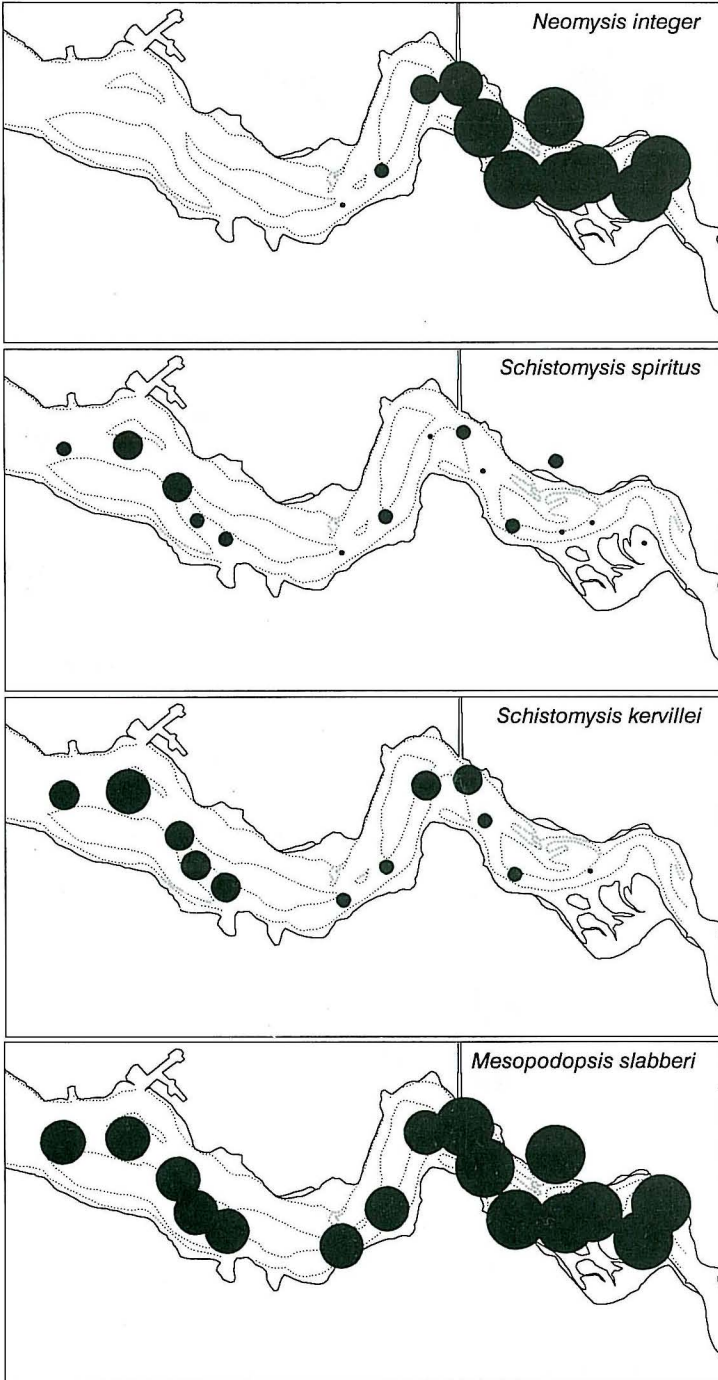 Neomysis integer
Schistomysis spiritus
Schistomysis kervillei
Mesopodopsis slabberi